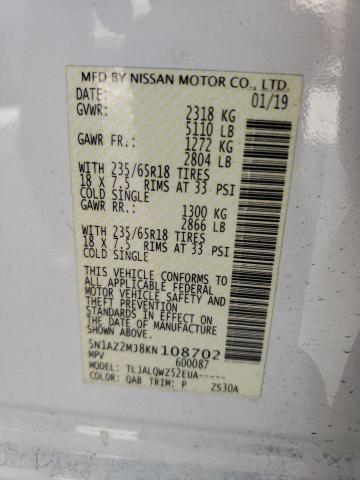 MFD BY NISSAN MOTOR CO., LTD.
DATE: 01/19
GVWR: 2318 KG
5110 LB
GAWR FR.: 1272 KG
2804 LB
WITH 235/65R18 TIRES
18 X 7.5 RIMS AT 33 PSI
COLD SINGLE
GAWR RR.: 1300 KG
2866 LB
WITH 235/65R18 TIRES
18 X 7.5 RIMS AT 33 PSI
COLD SINGLE
THIS VEHICLE CONFORMS TO
ALL APPLICABLE FEDERAL
MOTOR VEHICLE SAFETY AND
THEFT PREVENTION
STANDARDS IN EFFECT ON
THE DATE OF MANUFACTURE
SHOWN ABOVE.
5N1AZ2MJ8KN108702
MPV 600087
MODEL: TLJALQWZ52EUA-----
COLOR: QAB TRIM: P ZS30A